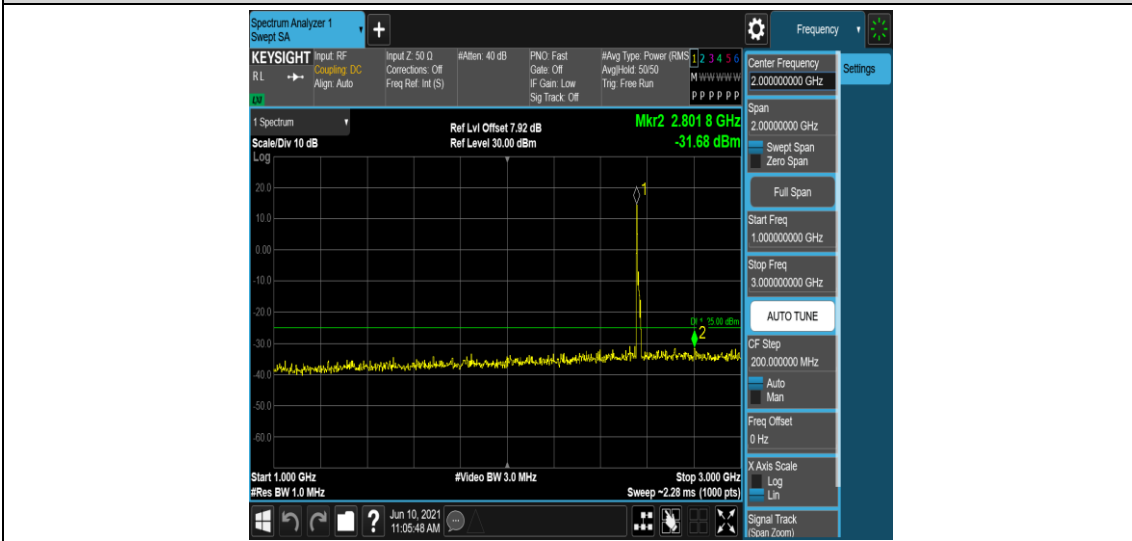 Spectrum Analyzer 1
Swept SA
+
Frequency
KEYSIGHT
Input: RF
Coupling: DC
Align: Auto
Input Z: 50 Ω
Corrections: Off
Freq Ref: Int (S)
#Atten: 40 dB
PNO: Fast
Gate: Off
IF Gain: Low
Sig Track: Off
#Avg Type: Power (RMS
Avg|Hold: 50/50
Trig: Free Run
1 2 3 4 5 6
M W W W W W
P P P P P P
R L
LXI
Center Frequency
2.000000000 GHz
Settings
Span
2.00000000 GHz
Swept Span
Zero Span
Full Span
Start Freq
1.000000000 GHz
Stop Freq
3.000000000 GHz
AUTO TUNE
CF Step
200.000000 MHz
Auto
Man
Freq Offset
0 Hz
X Axis Scale
Log
Lin
Signal Track
(Span Zoom)
1 Spectrum
Scale/Div 10 dB
Log
Ref Lvl Offset 7.92 dB
Ref Level 30.00 dBm
Mkr2 2.801 8 GHz
-31.68 dBm
20.0
10.0
0.00
-10.0
-20.0
-30.0
-40.0
-50.0
-60.0
1
2
Start 1.000 GHz
#Res BW 1.0 MHz
#Video BW 3.0 MHz
Stop 3.000 GHz
Sweep ~2.28 ms (1000 pts)
?
Jun 10, 2021
11:05:48 AM